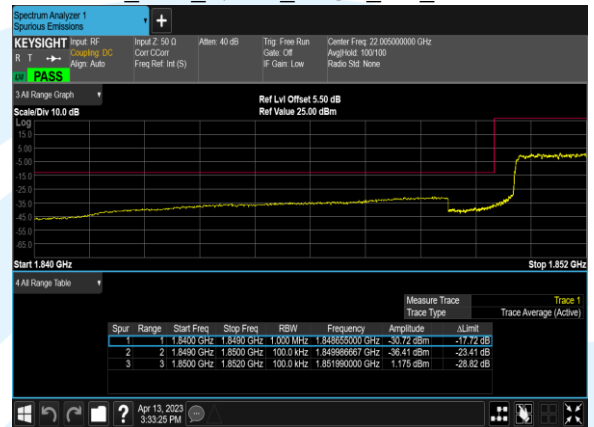 Spectrum Analyzer 1
Spurious Emissions
+
KEYSIGHT Input: RF Input Z: 50 Ω Atten: 40 dB Trig: Free Run Center Freq: 22.005000000 GHz
R T Coupling: DC Corr CCorr Gate: Off Avg|Hold: 100/100
Align: Auto Freq Ref: Int (S) IF Gain: Low Radio Std: None
LV PASS
3 All Range Graph
Ref Lvl Offset 5.50 dB
Scale/Div 10.0 dB Ref Value 25.00 dBm
Log
15.0
5.00
-5.00
-15.0
-25.0
-35.0
-45.0
-55.0
-65.0
Start 1.840 GHz Stop 1.852 GHz
4 All Range Table
Measure Trace Trace 1
Trace Type Trace Average (Active)
Spur Range Start Freq Stop Freq RBW Frequency Amplitude ΔLimit
1 1 1.8400 GHz 1.8490 GHz 1.000 MHz 1.848655000 GHz -30.72 dBm -17.72 dB
2 2 1.8490 GHz 1.8500 GHz 100.0 kHz 1.849986667 GHz -36.41 dBm -23.41 dB
3 3 1.8500 GHz 1.8520 GHz 100.0 kHz 1.851990000 GHz 1.175 dBm -28.82 dB
? Apr 13, 2023
3:33:25 PM